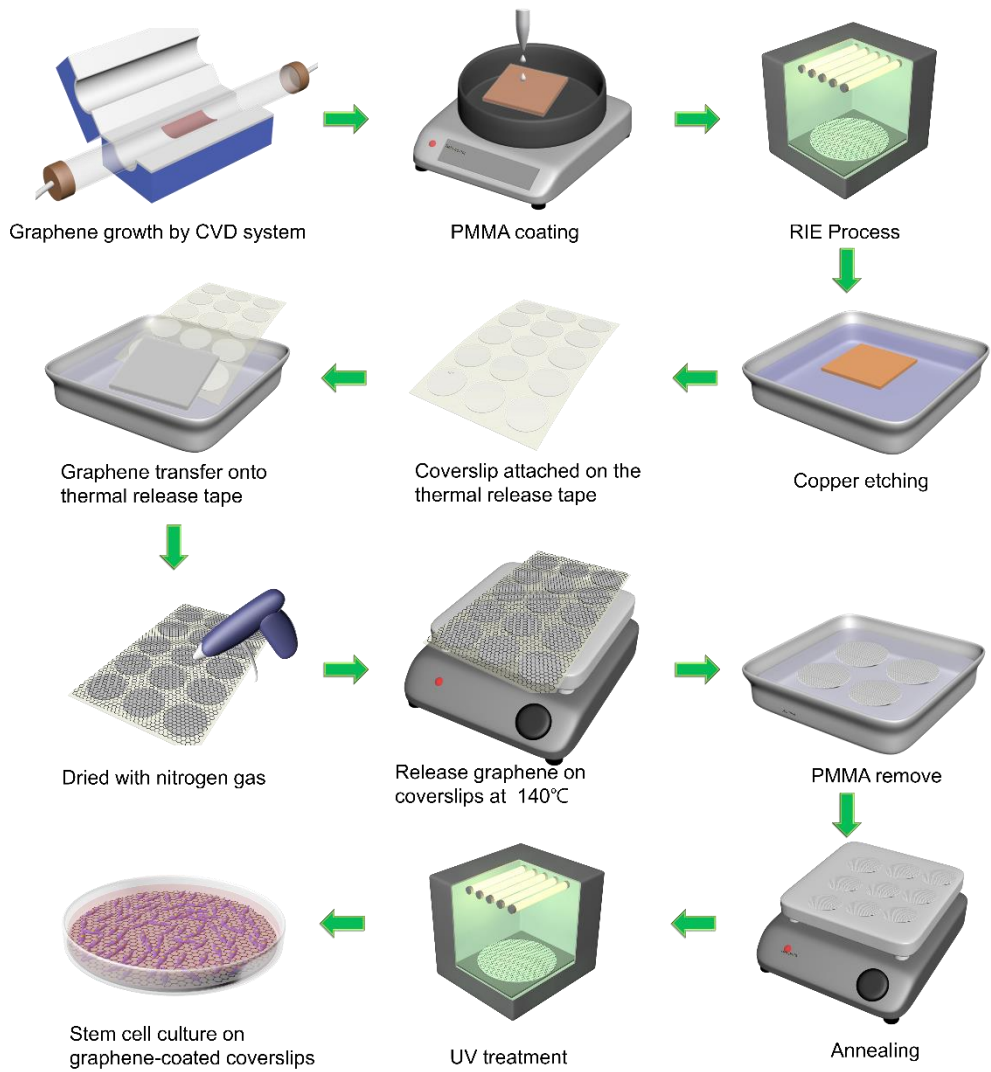 Graphene growth by CVD system
PMMA coating
RIE Process
Copper etching
Coverslip attached on the
thermal release tape
Graphene transfer onto
thermal release tape
Dried with nitrogen gas
Release graphene on
coverslips at 140℃
PMMA remove
Annealing
UV treatment
Stem cell culture on
graphene-coated coverslips